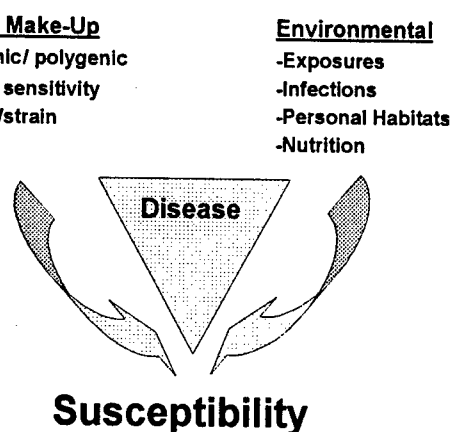 Make-Up
nic/ polygenic
sensitivity
/strain
Environmental
-Exposures
-Infections
-Personal Habitats
-Nutrition
Disease
Susceptibility